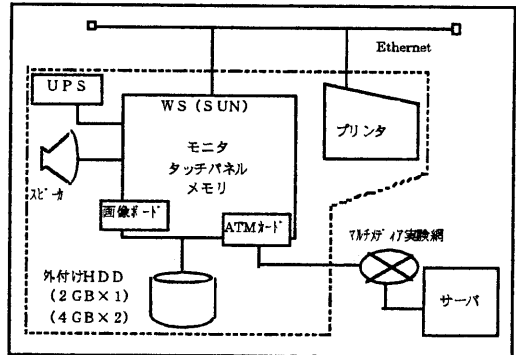 Ethernet
UPS
WS (SUN)
モニタ
タッチパネル
メモリ
プリンタ
スピーカ
画像ボード
ATMカード
マルチメディア実験網
外付けHDD
(2GB×1)
(4GB×2)
サーバ